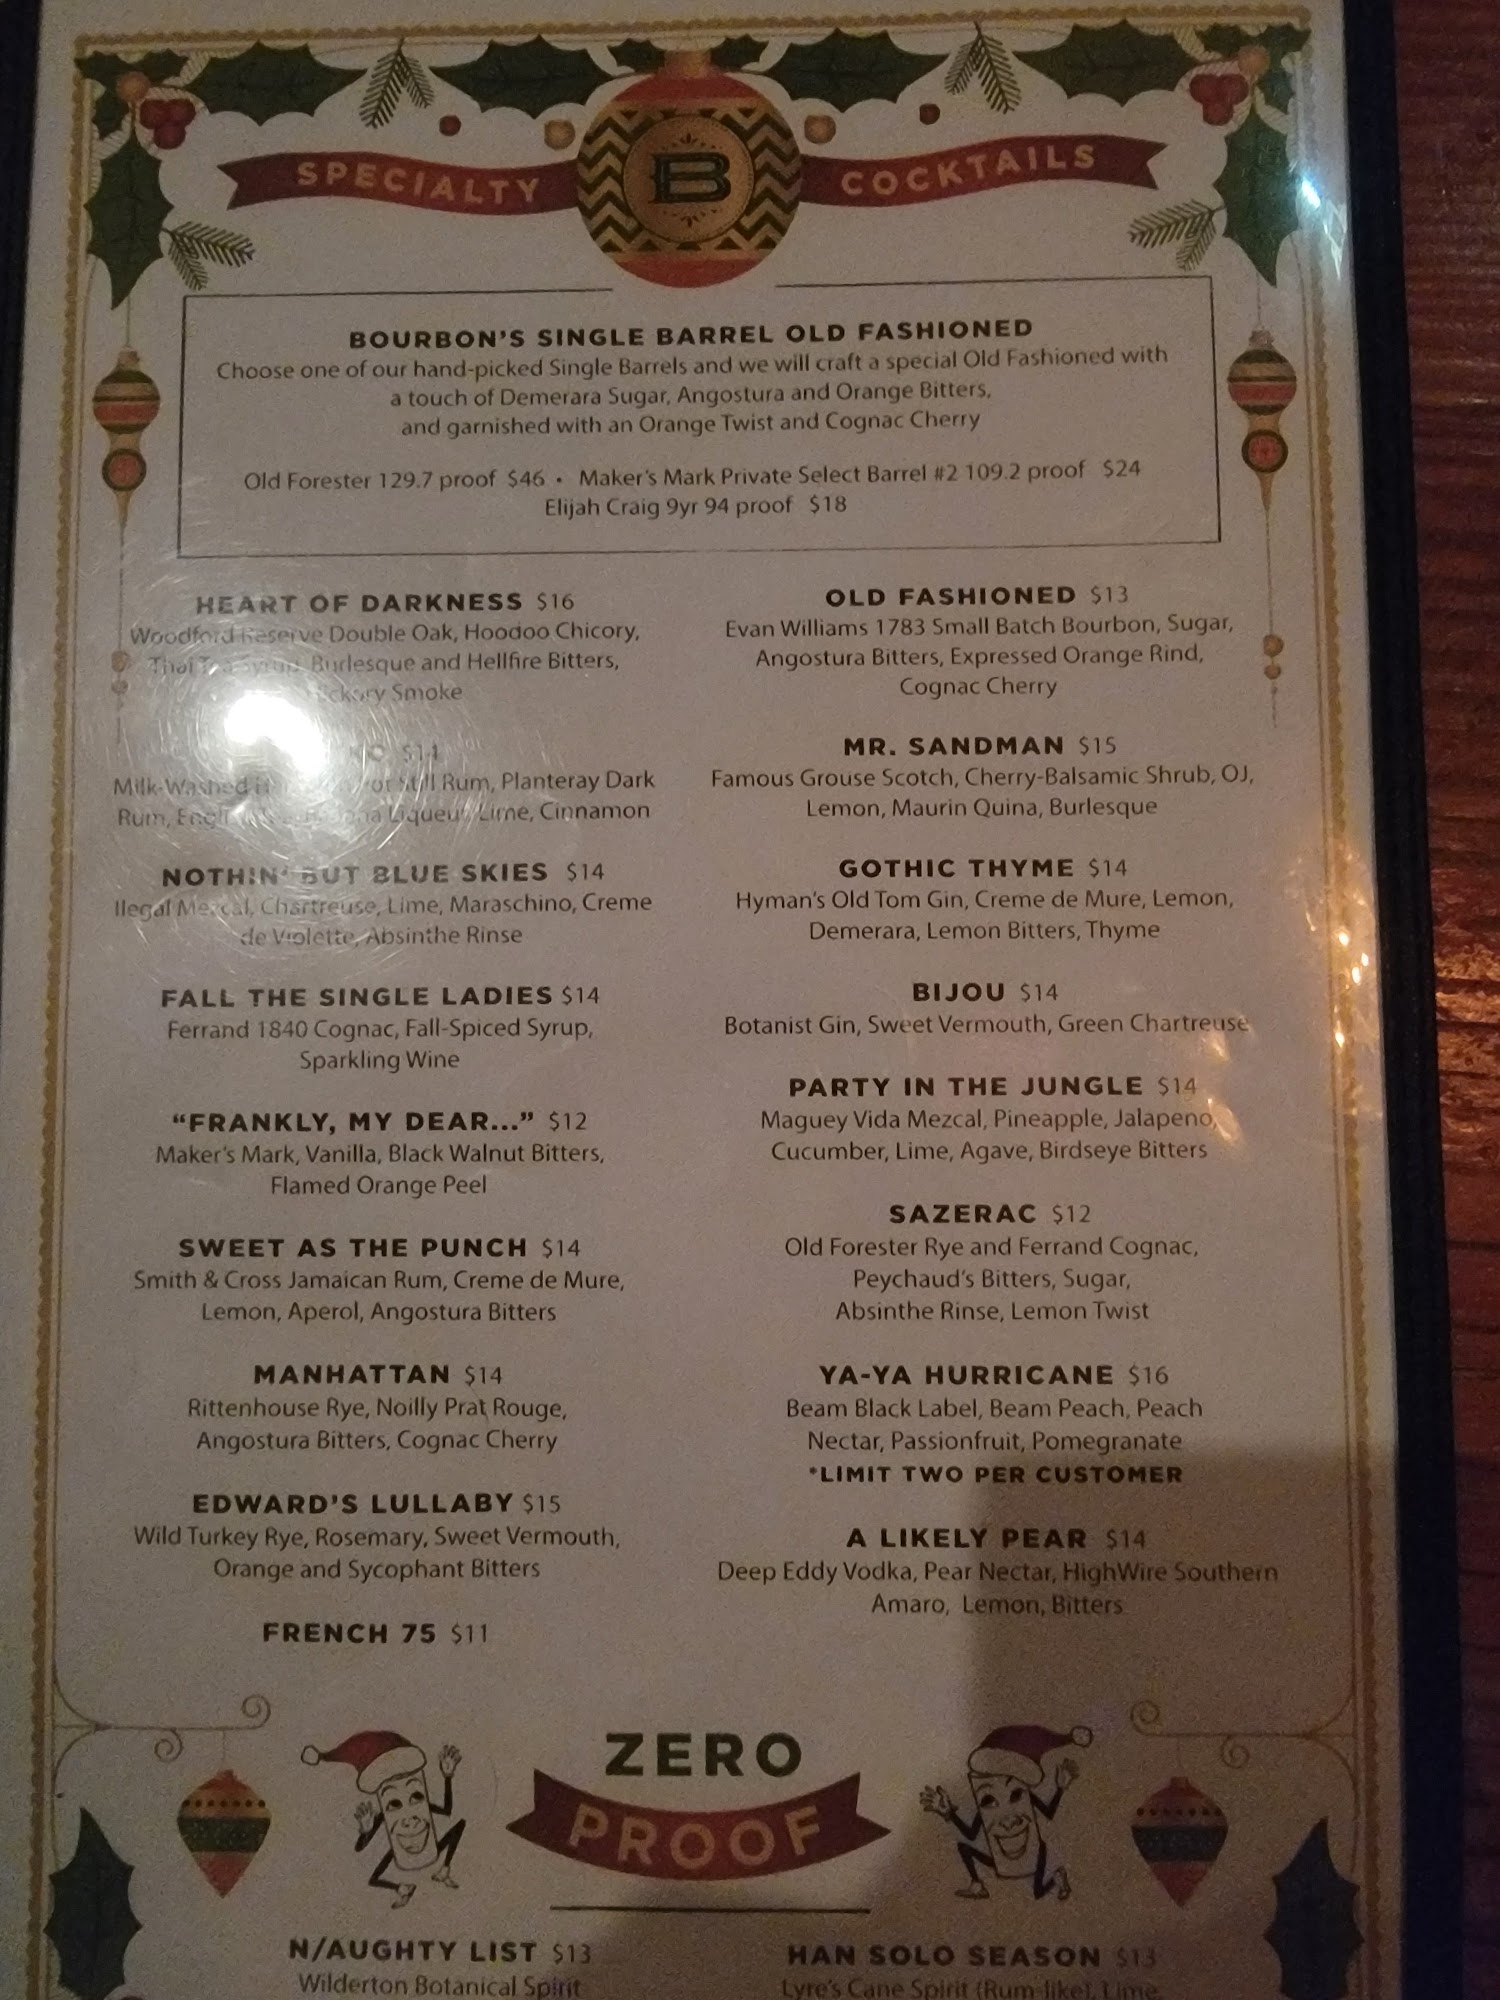 SPECIALTY B COCKTAILS
BOURBON'S SINGLE BARREL OLD FASHIONED
Choose one of our hand-picked Single Barrels and we will craft a special Old Fashioned with
a touch of Demerara Sugar, Angostura and Orange Bitters,
and garnished with an Orange Twist and Cognac Cherry
Old Forester 129.7 proof $46 • Maker's Mark Private Select Barrel #2 109.2 proof $24
Elijah Craig 9yr 94 proof $18
HEART OF DARKNESS $16
Woodford Reserve Double Oak, Hoodoo Chicory,
Thai Tea Syrup, Burlesque and Hellfire Bitters,
Hickory Smoke
$14
Milk-Washed Still Rum, Planteray Dark
Rum, Liqueur, Lime, Cinnamon
NOTHIN' BUT BLUE SKIES $14
Ilegal Mezcal, Chartreuse, Lime, Maraschino, Creme
de Violette, Absinthe Rinse
FALL THE SINGLE LADIES $14
Ferrand 1840 Cognac, Fall-Spiced Syrup,
Sparkling Wine
"FRANKLY, MY DEAR..." $12
Maker's Mark, Vanilla, Black Walnut Bitters,
Flamed Orange Peel
SWEET AS THE PUNCH $14
Smith & Cross Jamaican Rum, Creme de Mure,
Lemon, Aperol, Angostura Bitters
MANHATTAN $14
Rittenhouse Rye, Noilly Prat Rouge,
Angostura Bitters, Cognac Cherry
EDWARD'S LULLABY $15
Wild Turkey Rye, Rosemary, Sweet Vermouth,
Orange and Sycophant Bitters
FRENCH 75 $11
OLD FASHIONED $13
Evan Williams 1783 Small Batch Bourbon, Sugar,
Angostura Bitters, Expressed Orange Rind,
Cognac Cherry
MR. SANDMAN $15
Famous Grouse Scotch, Cherry-Balsamic Shrub, OJ,
Lemon, Maurin Quina, Burlesque
GOTHIC THYME $14
Hyman's Old Tom Gin, Creme de Mure, Lemon,
Demerara, Lemon Bitters, Thyme
BIJOU $14
Botanist Gin, Sweet Vermouth, Green Chartreuse
PARTY IN THE JUNGLE $14
Maguey Vida Mezcal, Pineapple, Jalapeno,
Cucumber, Lime, Agave, Birdseye Bitters
SAZERAC $12
Old Forester Rye and Ferrand Cognac,
Peychaud's Bitters, Sugar,
Absinthe Rinse, Lemon Twist
YA-YA HURRICANE $16
Beam Black Label, Beam Peach, Peach
Nectar, Passionfruit, Pomegranate
*LIMIT TWO PER CUSTOMER
A LIKELY PEAR $14
Deep Eddy Vodka, Pear Nectar, HighWire Southern
Amaro, Lemon, Bitters
ZERO
PROOF
N/AUGHTY LIST $13
Wilderton Botanical Spirit
HAN SOLO SEASON $13
Lyre's Cane Spirit (Rum-like), Lime,